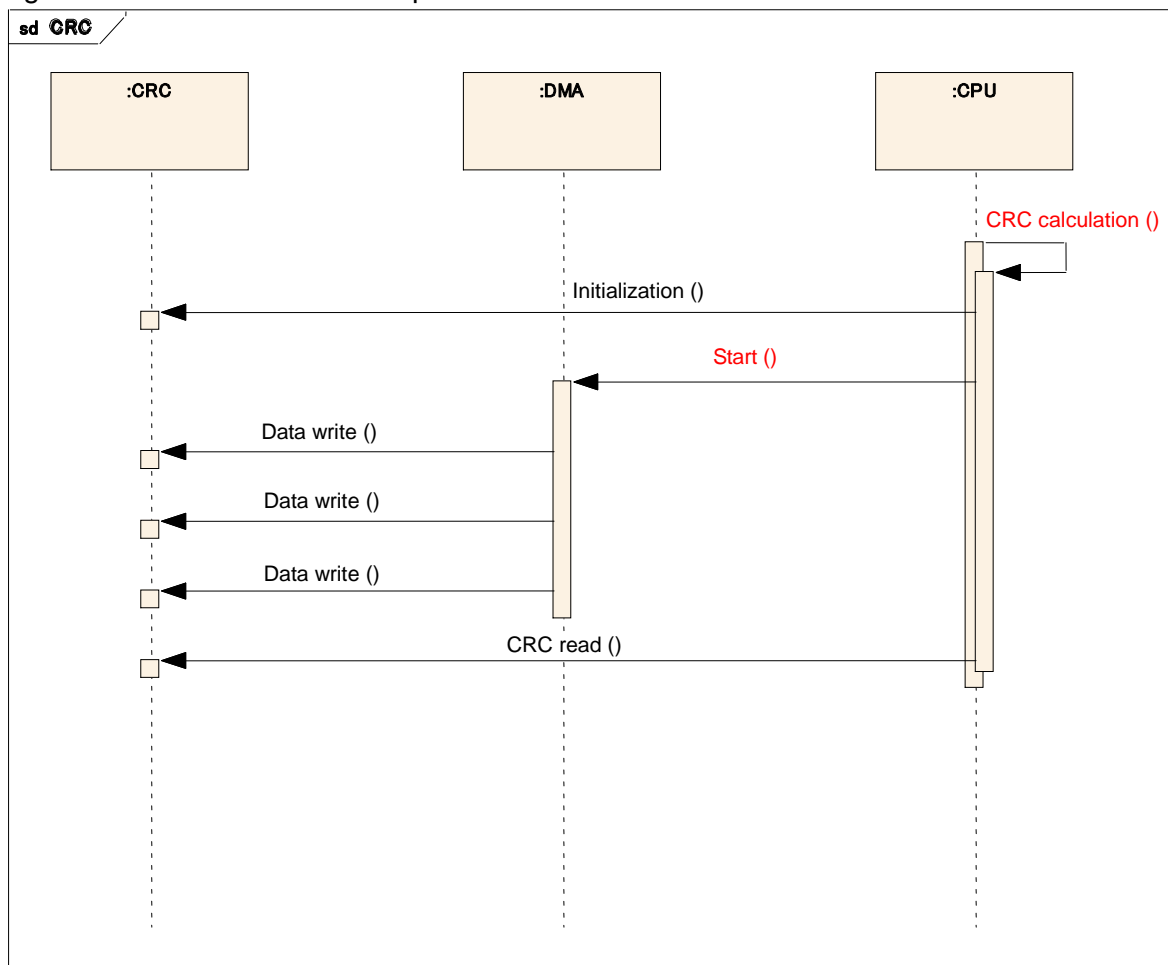 sd CRC
:CRC
:DMA
:CPU
CRC calculation ()
Initialization ()
Start ()
Data write ()
Data write ()
Data write ()
CRC read ()